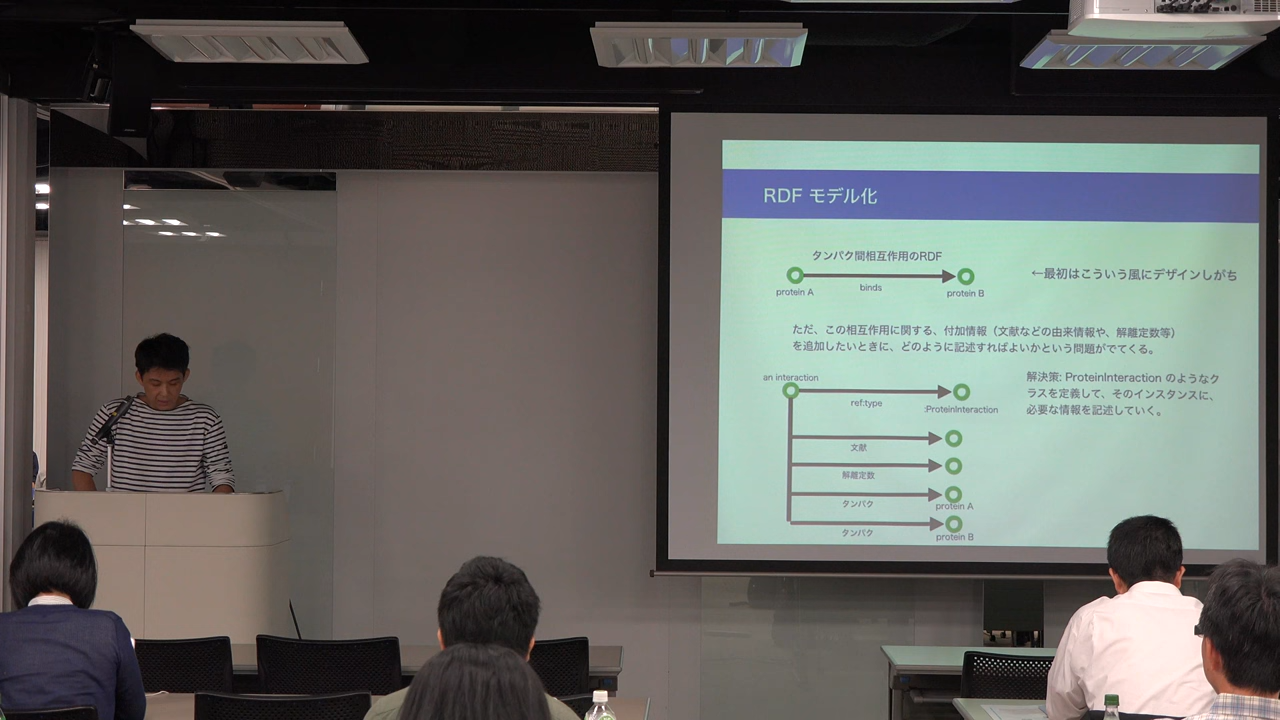 RDF モデル化
タンパク間相互作用のRDF
protein A
binds
protein B
←最初はこういう風にデザインしがち
ただ、この相互作用に関する、付加情報（文献などの由来情報や、解離定数等）
を追加したいときに、どのように記述すればよいかという問題がでてくる。
an interaction
ref:type
:ProteinInteraction
解決策: ProteinInteraction のようなク
ラスを定義して、そのインスタンスに、
必要な情報を記述していく。
文献
解離定数
タンパク
protein A
タンパク
protein B